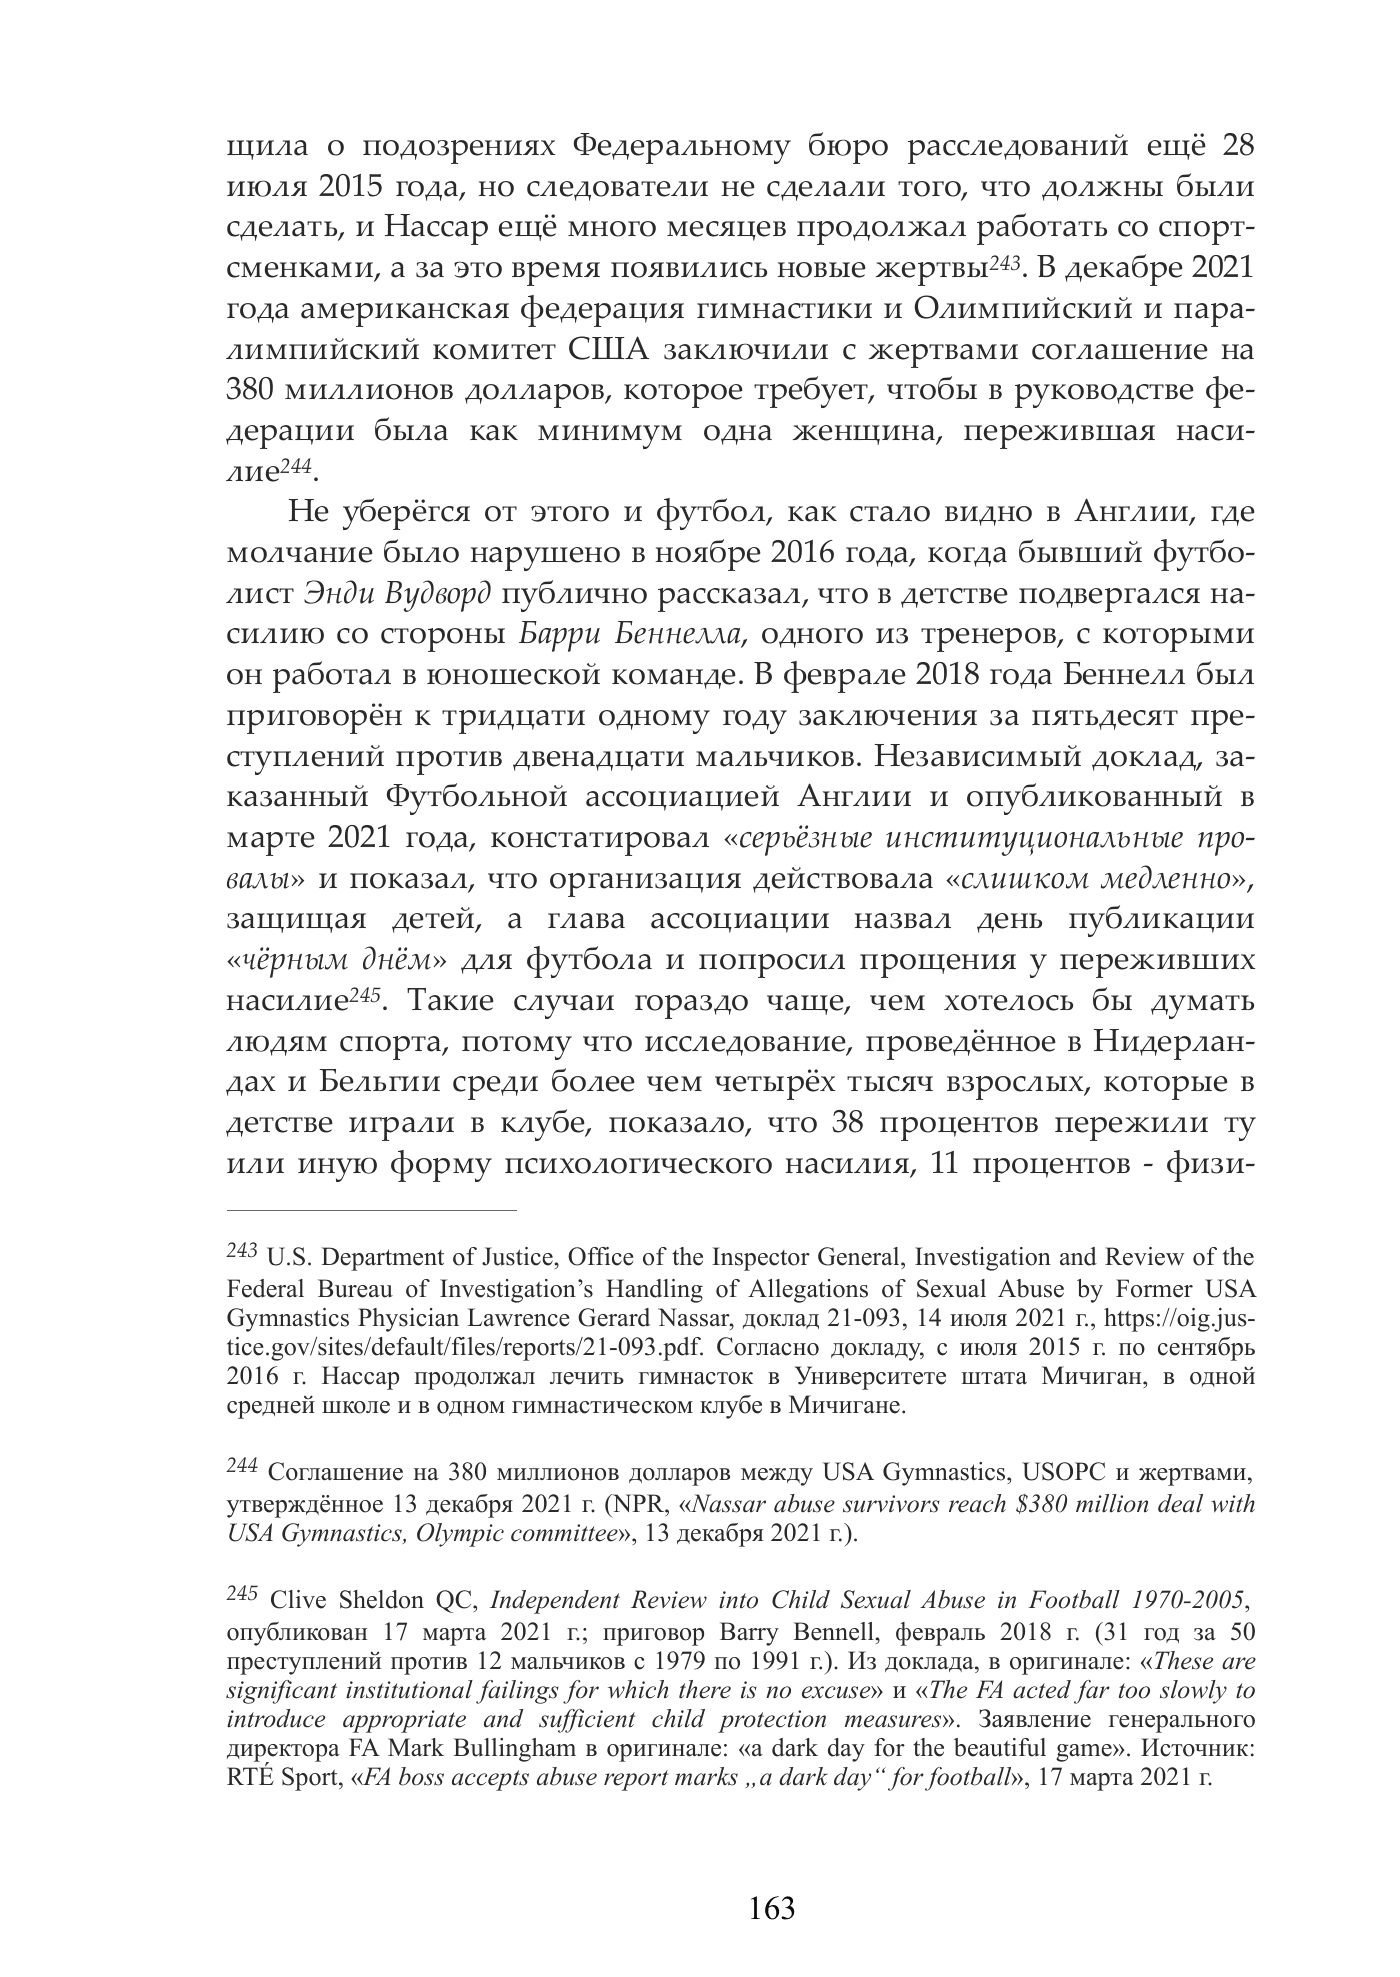 щила о подозрениях Федеральному бюро расследований ещё 28
июля 2015 года, но следователи не сделали того, что должны были
сделать, и Нассар ещё много месяцев продолжал работать со спорт-
сменками, а за это время появились новые жертвы243. В декабре 2021
года американская федерация гимнастики и Олимпийский и пара-
лимпийский комитет США заключили с жертвами соглашение на
380 миллионов долларов, которое требует, чтобы в руководстве фе-
дерации была как минимум одна женщина, пережившая наси-
лие244.
Не уберёгся от этого и футбол, как стало видно в Англии, где
молчание было нарушено в ноябре 2016 года, когда бывший футбо-
лист Энди Вудворд публично рассказал, что в детстве подвергался на-
силию со стороны Барри Беннелла, одного из тренеров, с которыми
он работал в юношеской команде. В феврале 2018 года Беннелл был
приговорён к тридцати одному году заключения за пятьдесят пре-
ступлений против двенадцати мальчиков. Независимый доклад, за-
казанный Футбольной ассоциацией Англии и опубликованный в
марте 2021 года, констатировал «серьёзные институциональные про-
валы» и показал, что организация действовала «слишком медленно»,
защищая детей, а глава ассоциации назвал день публикации
«чёрным днём» для футбола и попросил прощения у переживших
насилие245. Такие случаи гораздо чаще, чем хотелось бы думать
людям спорта, потому что исследование, проведённое в Нидерлан-
дах и Бельгии среди более чем четырёх тысяч взрослых, которые в
детстве играли в клубе, показало, что 38 процентов пережили ту
или иную форму психологического насилия, 11 процентов - физи-
243 U.S. Department of Justice, Office of the Inspector General, Investigation and Review of the
Federal Bureau of Investigation’s Handling of Allegations of Sexual Abuse by Former USA
Gymnastics Physician Lawrence Gerard Nassar, доклад 21-093, 14 июля 2021 г., https://oig.jus-
tice.gov/sites/default/files/reports/21-093.pdf. Согласно докладу, с июля 2015 г. по сентябрь
2016 г. Нассар продолжал лечить гимнасток в Университете штата Мичиган, в одной
средней школе и в одном гимнастическом клубе в Мичигане.
244 Соглашение на 380 миллионов долларов между USA Gymnastics, USOPC и жертвами,
утверждённое 13 декабря 2021 г. (NPR, «Nassar abuse survivors reach $380 million deal with
USA Gymnastics, Olympic committee», 13 декабря 2021 г.).
245 Clive Sheldon QC, Independent Review into Child Sexual Abuse in Football 1970-2005,
опубликован 17 марта 2021 г.; приговор Barry Bennell, февраль 2018 г. (31 год за 50
преступлений против 12 мальчиков с 1979 по 1991 г.). Из доклада, в оригинале: «These are
significant institutional failings for which there is no excuse» и «The FA acted far too slowly to
introduce appropriate and sufficient child protection measures». Заявление генерального
директора FA Mark Bullingham в оригинале: «a dark day for the beautiful game». Источник:
RTÉ Sport, «FA boss accepts abuse report marks „a dark day“ for football», 17 марта 2021 г.
163